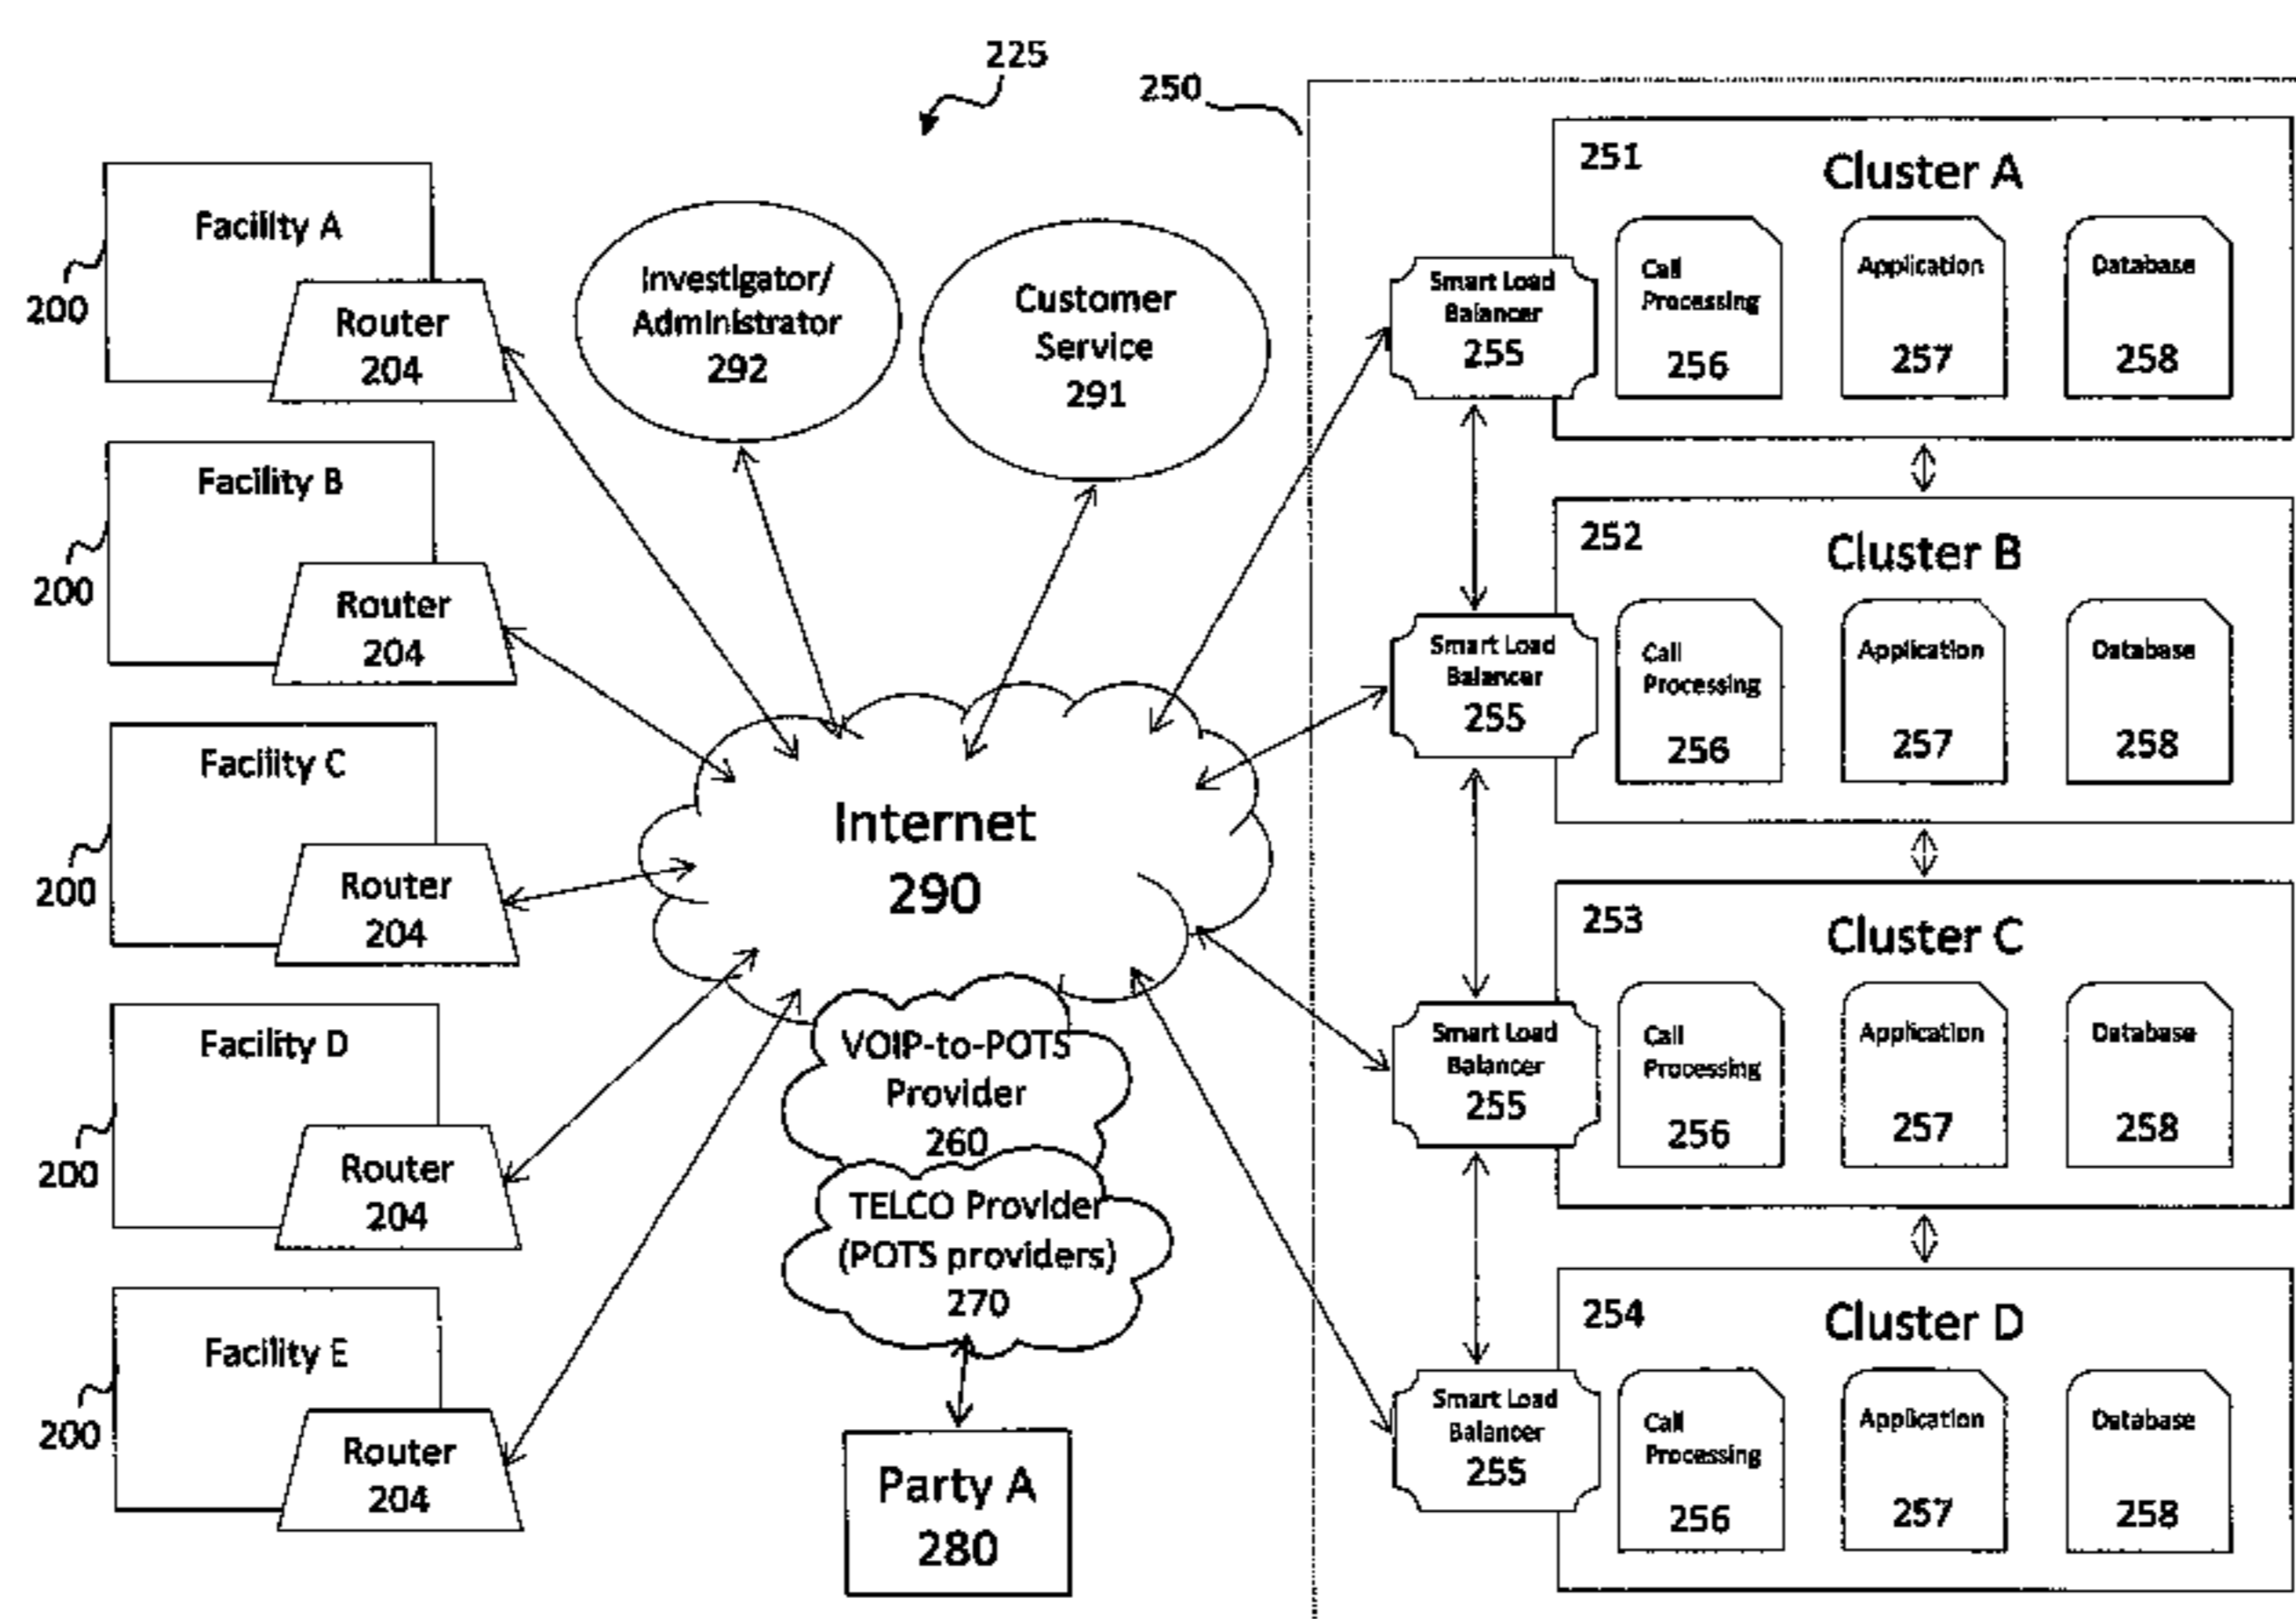 225
250
Facility A
200
Router
204
Facility B
200
Router
204
Facility C
200
Router
204
Facility D
200
Router
204
Facility E
200
Router
204
Investigator/
Administrator
292
Customer
Service
291
Internet
290
VOIP-to-POTS
Provider
260
TELCO Provider
(POTS providers)
270
Party A
280
251
Cluster A
Smart Load
Balancer
255
Call
Processing
256
Application
257
Database
258
252
Cluster B
Smart Load
Balancer
255
Call
Processing
256
Application
257
Database
258
253
Cluster C
Smart Load
Balancer
255
Call
Processing
256
Application
257
Database
258
254
Cluster D
Smart Load
Balancer
255
Call
Processing
256
Application
257
Database
258